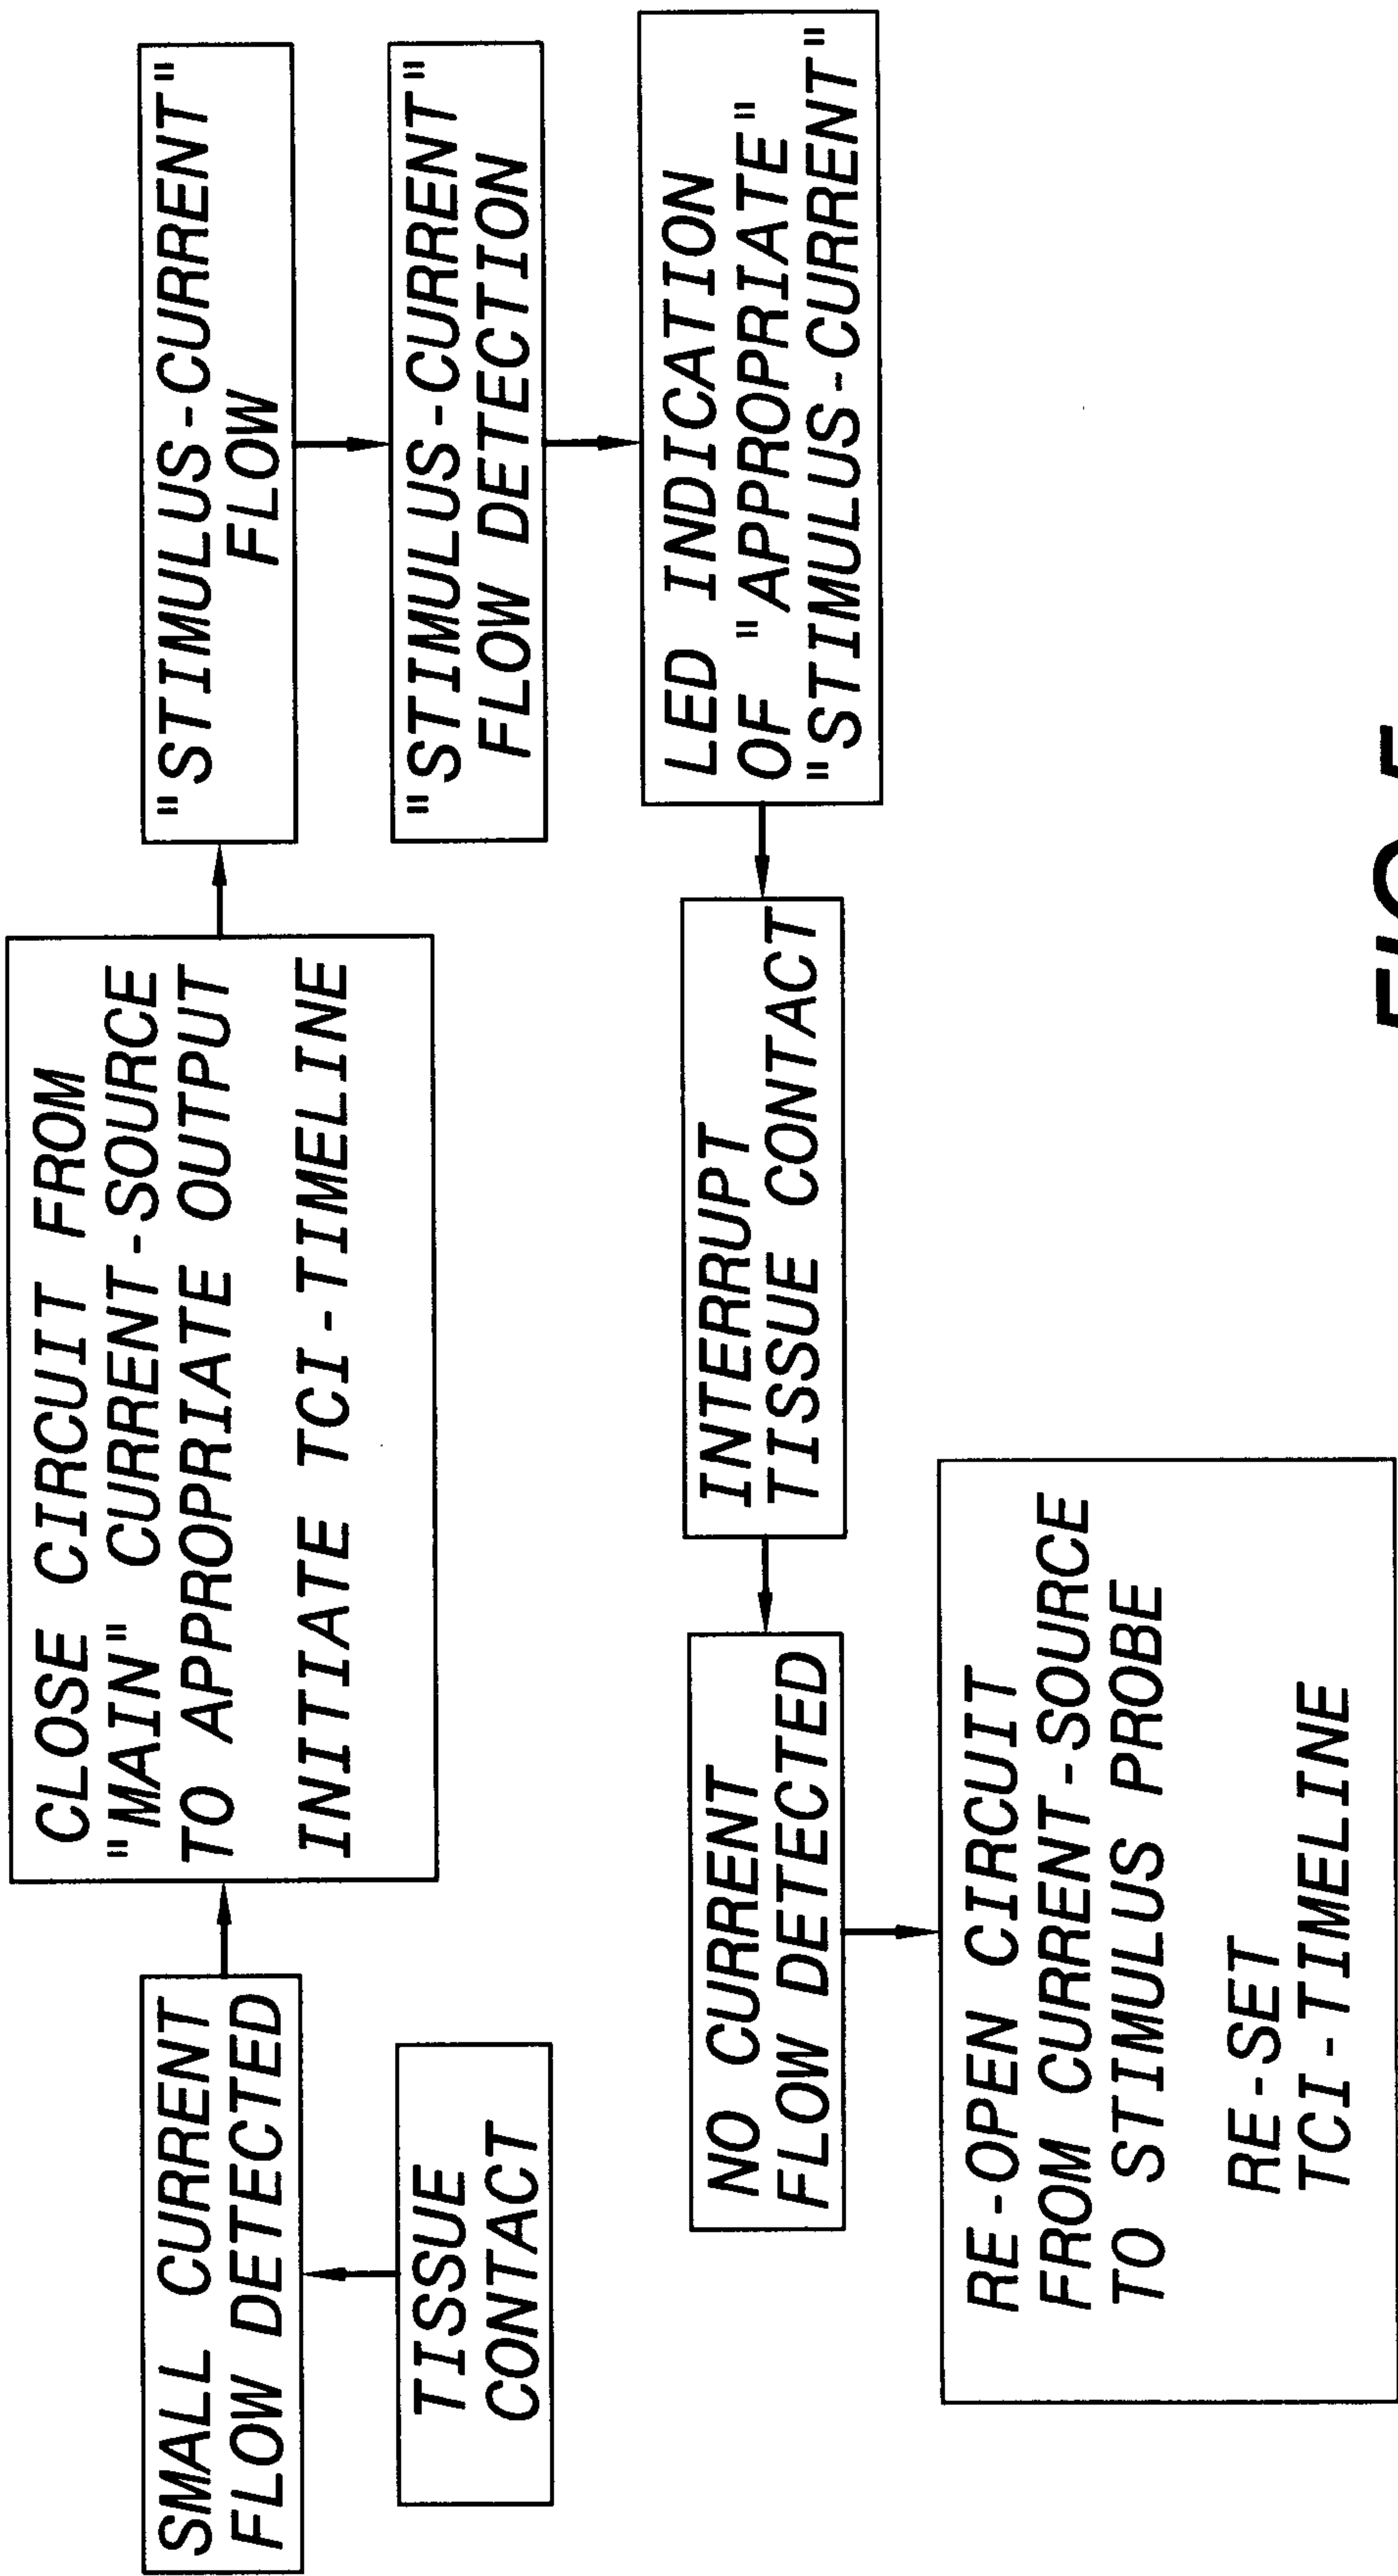 TISSUE
CONTACT
SMALL CURRENT
FLOW DETECTED
CLOSE CIRCUIT FROM
"MAIN" CURRENT-SOURCE
TO APPROPRIATE OUTPUT
INITIATE TCI-TIMELINE
"STIMULUS-CURRENT"
FLOW
"STIMULUS-CURRENT"
FLOW DETECTION
LED INDICATION
OF "APPROPRIATE"
"STIMULUS-CURRENT"
INTERRUPT
TISSUE CONTACT
NO CURRENT
FLOW DETECTED
RE-OPEN CIRCUIT
FROM CURRENT-SOURCE
TO STIMULUS PROBE
RE-SET
TCI-TIMELINE